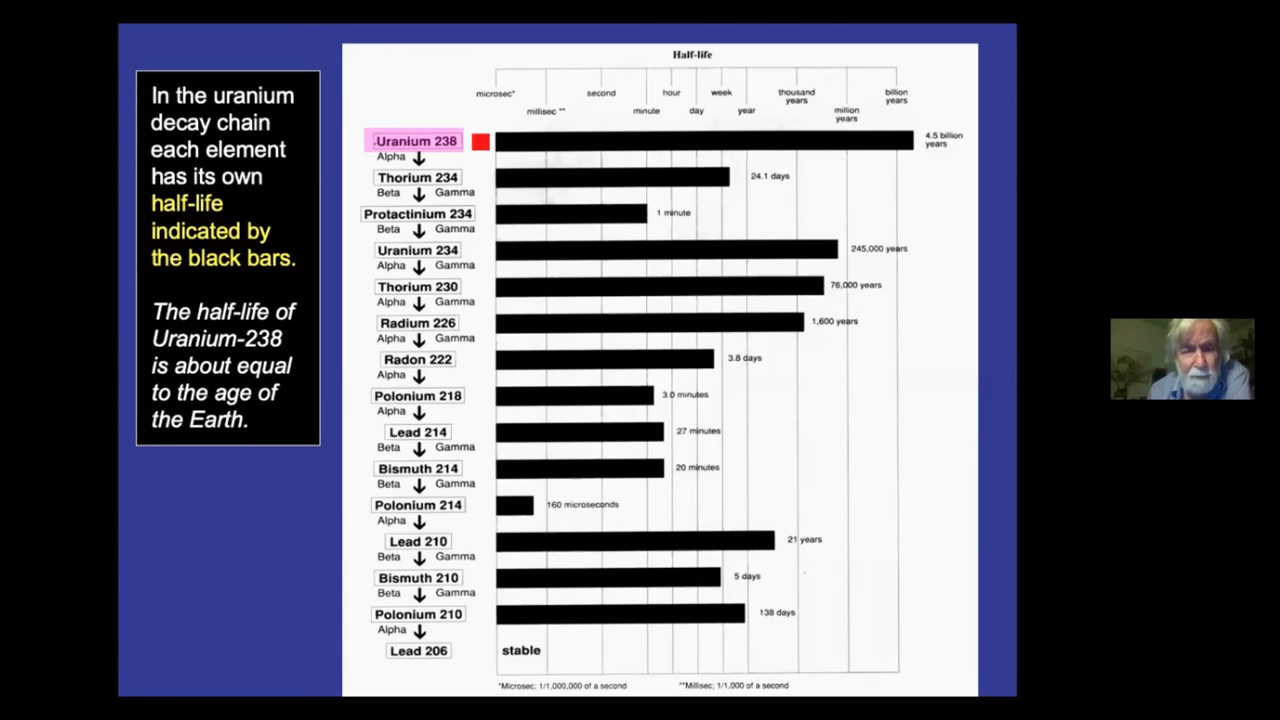 In the uranium
decay chain
each element
has its own
half-life
indicated by
the black bars.
The half-life of
Uranium-238
is about equal
to the age of
the Earth.
Half-life
microsec*
millisec **
second
minute
hour
day
week
year
thousand
years
million
years
billion
years
.Uranium 238
4.5 billion
years
Alpha
Thorium 234
24.1 days
Beta Gamma
Protactinium 234
1 minute
Beta Gamma
Uranium 234
245,000 years
Alpha Gamma
Thorium 230
76,000 years
Alpha Gamma
Radium 226
1,600 years
Alpha Gamma
Radon 222
3.8 days
Alpha
Polonium 218
3.0 minutes
Alpha
Lead 214
27 minutes
Beta Gamma
Bismuth 214
20 minutes
Beta Gamma
Polonium 214
160 microseconds
Alpha
Lead 210
21 years
Beta Gamma
Bismuth 210
5 days
Beta Gamma
Polonium 210
138 days
Alpha
Lead 206
stable
*Microsec; 1/1,000,000 of a second
**Millisec; 1/1,000 of a second